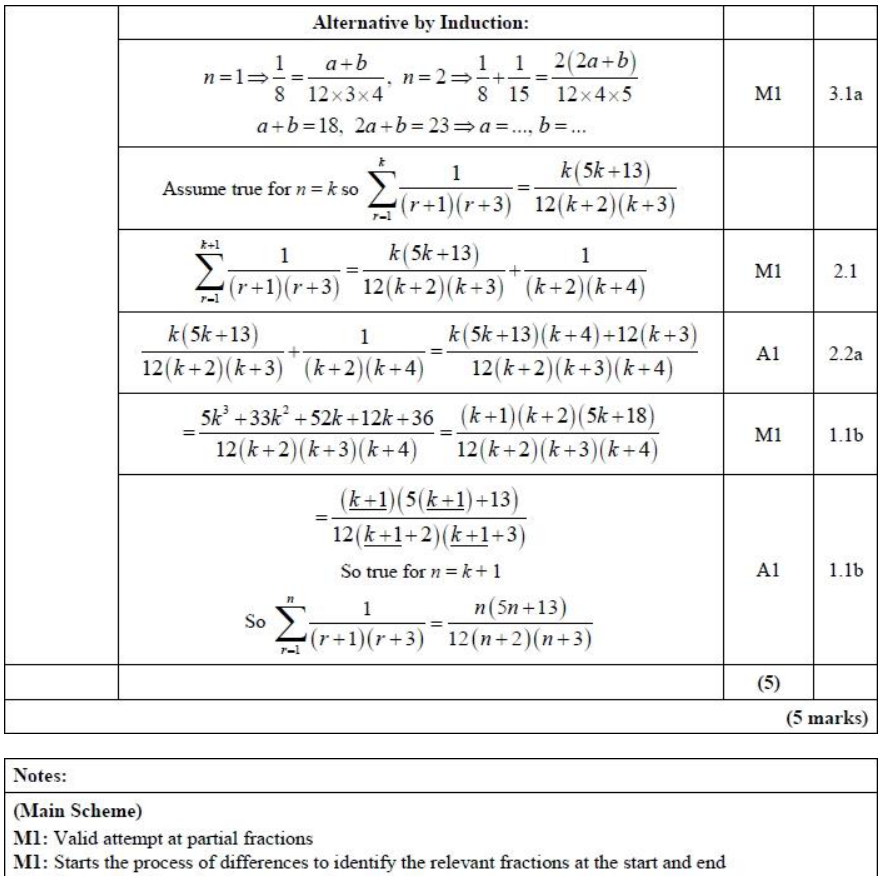 Alternative by Induction:
n = 1 ⇒ 1/8 = (a+b)/(12×3×4), n = 2 ⇒ 1/8 + 1/15 = 2(2a+b)/(12×4×5) M1 3.1a
a + b = 18, 2a + b = 23 ⇒ a = ..., b = ...
Assume true for n = k so ∑_{r=1}^{k} 1/((r+1)(r+3)) = k(5k+13)/(12(k+2)(k+3))
∑_{r=1}^{k+1} 1/((r+1)(r+3)) = k(5k+13)/(12(k+2)(k+3)) + 1/((k+2)(k+4)) M1 2.1
k(5k+13)/(12(k+2)(k+3)) + 1/((k+2)(k+4)) = (k(5k+13)(k+4)+12(k+3))/(12(k+2)(k+3)(k+4)) A1 2.2a
= (5k³+33k²+52k+12k+36)/(12(k+2)(k+3)(k+4)) = ((k+1)(k+2)(5k+18))/(12(k+2)(k+3)(k+4)) M1 1.1b
= ((k+1)(5(k+1)+13))/(12(k+1+2)(k+1+3))
So true for n = k + 1 A1 1.1b
So ∑_{r=1}^{n} 1/((r+1)(r+3)) = n(5n+13)/(12(n+2)(n+3))
(5)
(5 marks)
Notes:
(Main Scheme)
M1: Valid attempt at partial fractions
M1: Starts the process of differences to identify the relevant fractions at the start and end